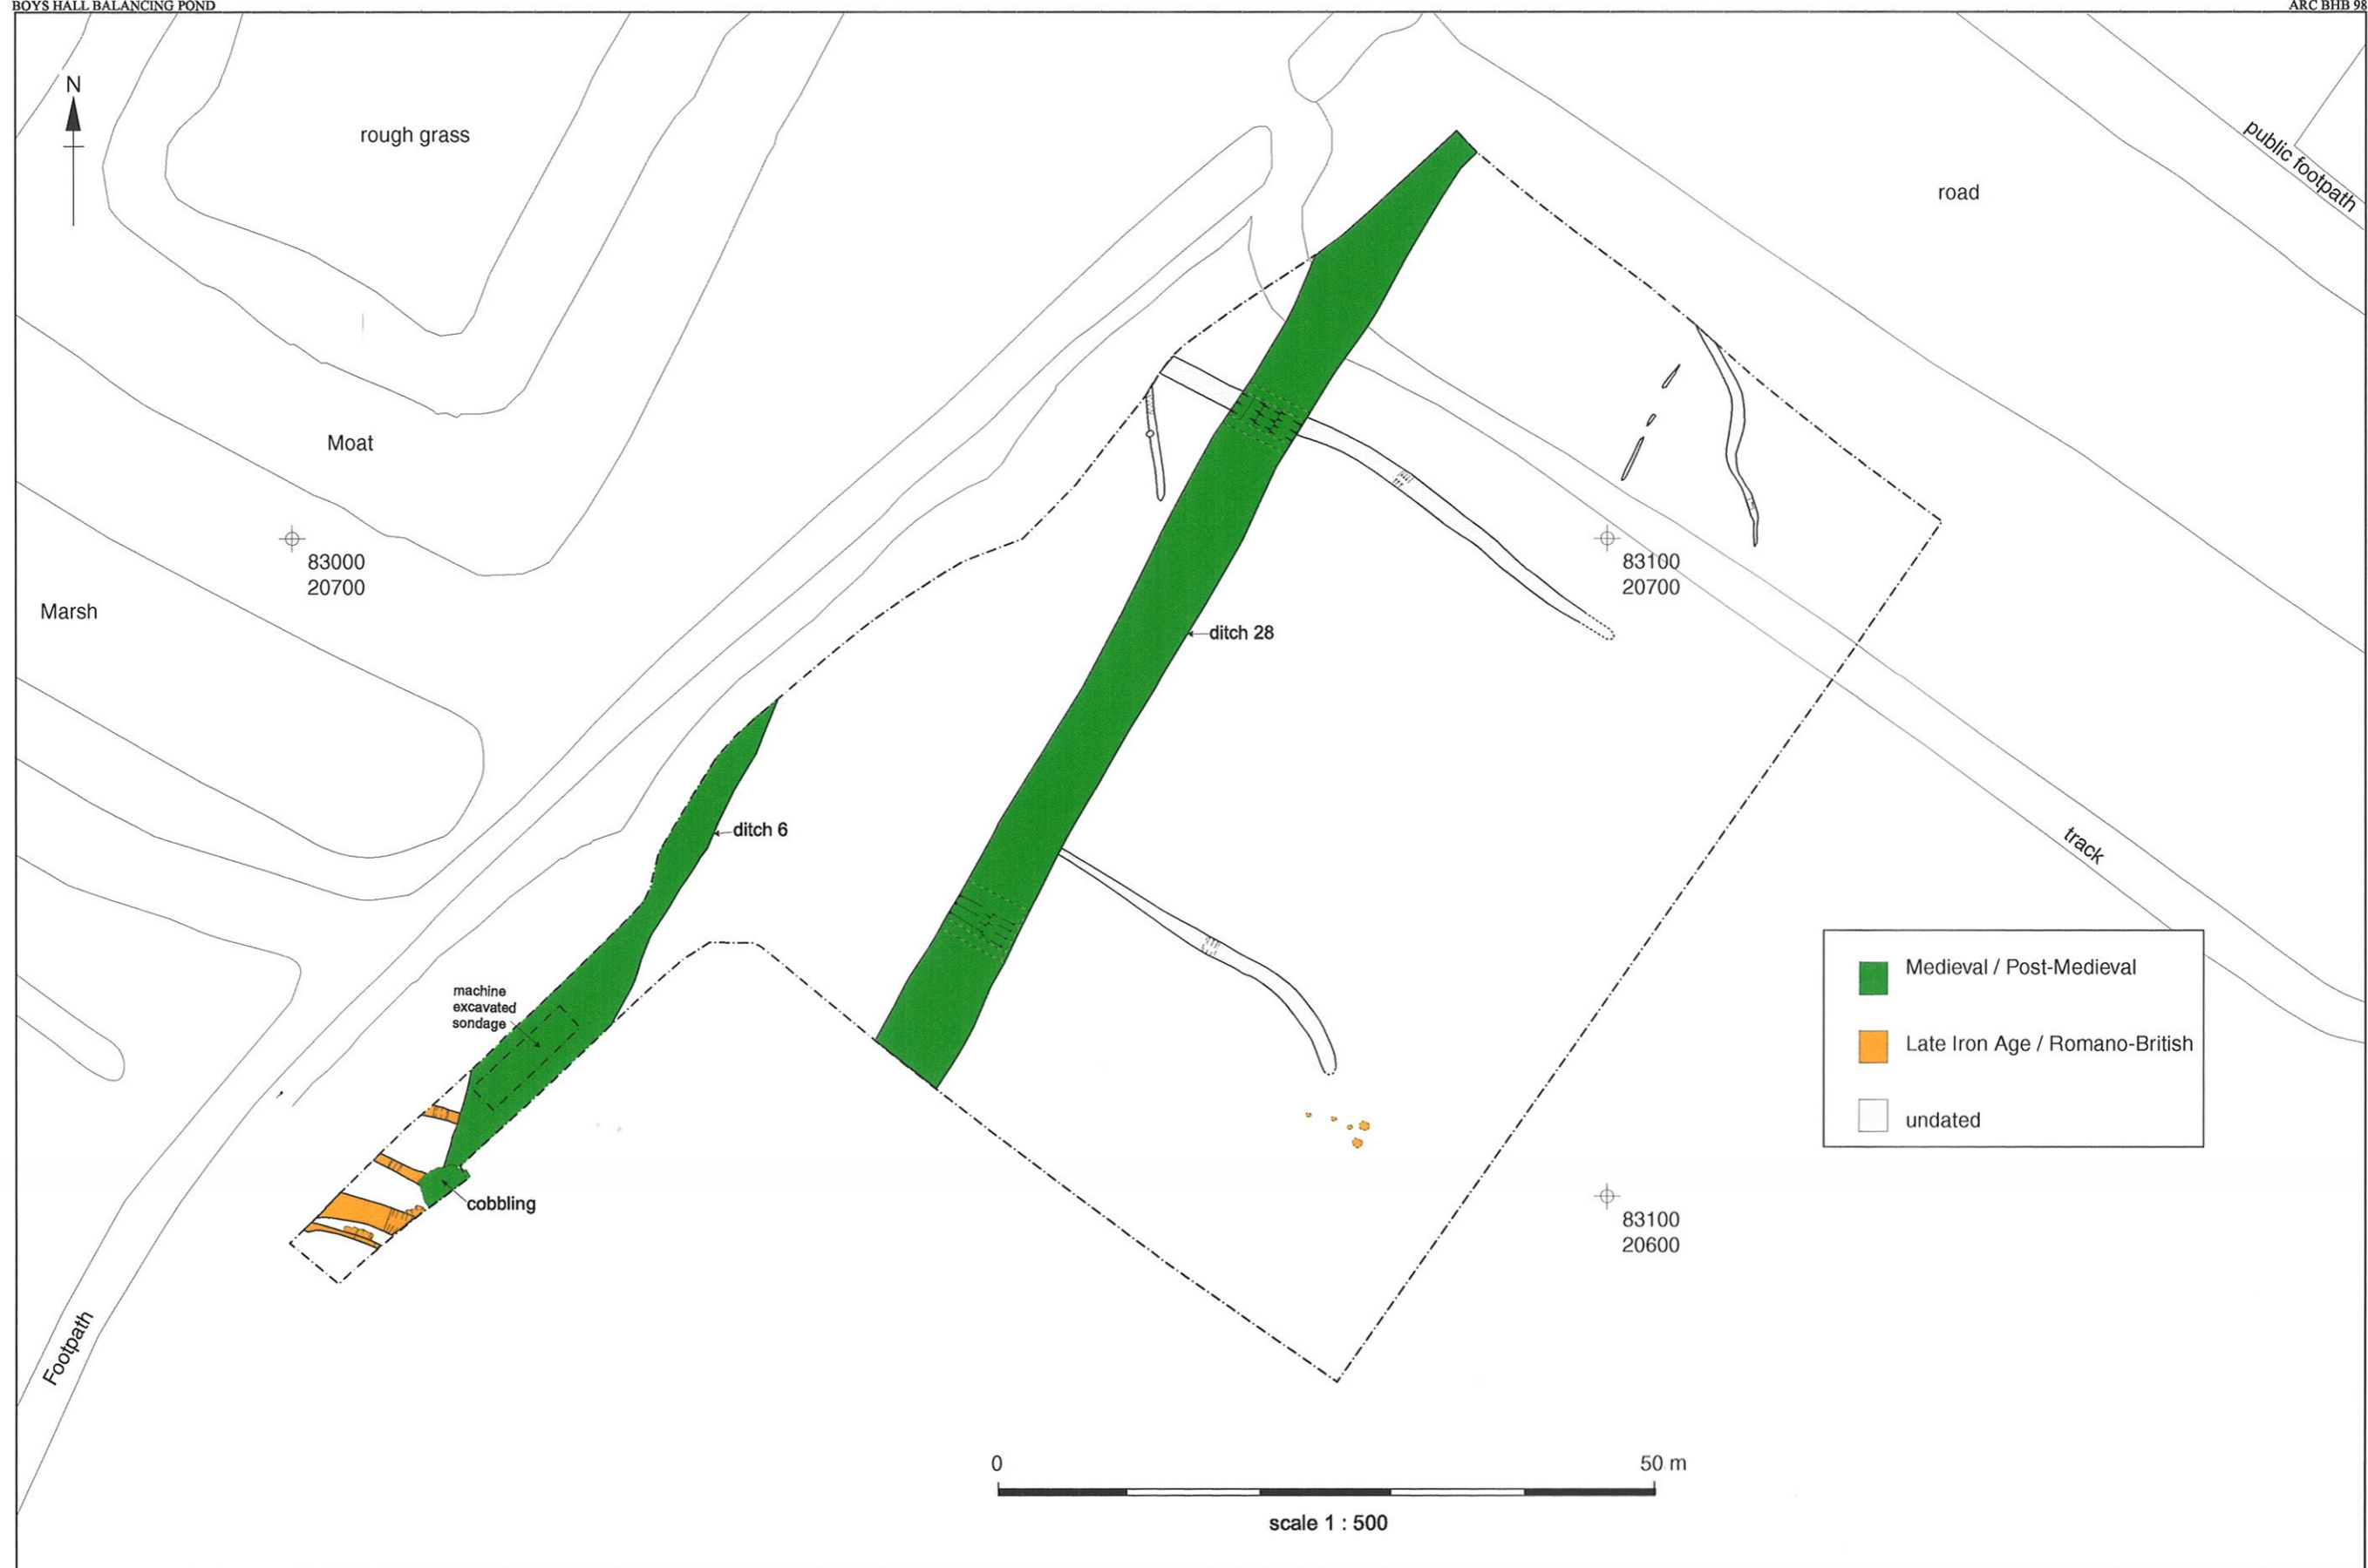 BOYS HALL BALANCING POND
ARC BHB 98
N
rough grass
public footpath
road
Moat
83000
20700
83100
20700
Marsh
ditch 28
ditch 6
track
Medieval / Post-Medieval
Late Iron Age / Romano-British
undated
machine
excavated
sondage
cobbling
83100
20600
Footpath
0
50 m
scale 1 : 500